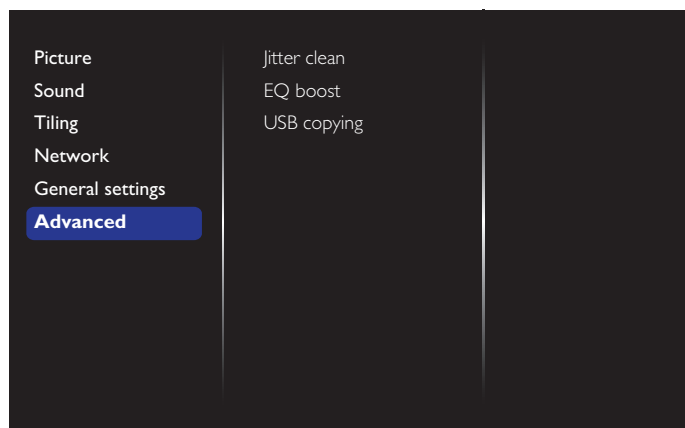 Picture
Sound
Tiling
Network
General settings
Advanced
Jitter clean
EQ boost
USB copying